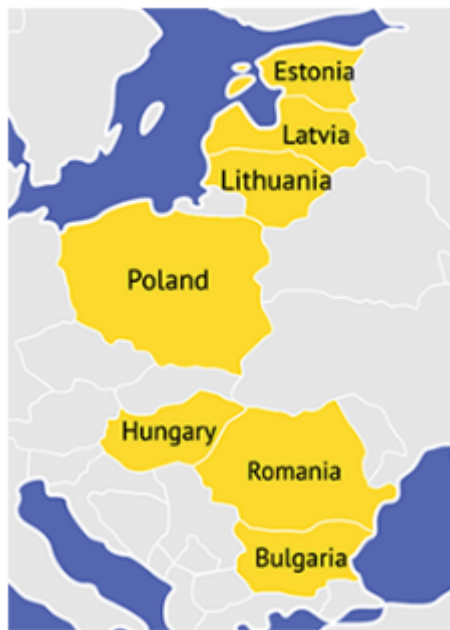 Estonia
Latvia
Lithuania
Poland
Hungary
Romania
Bulgaria